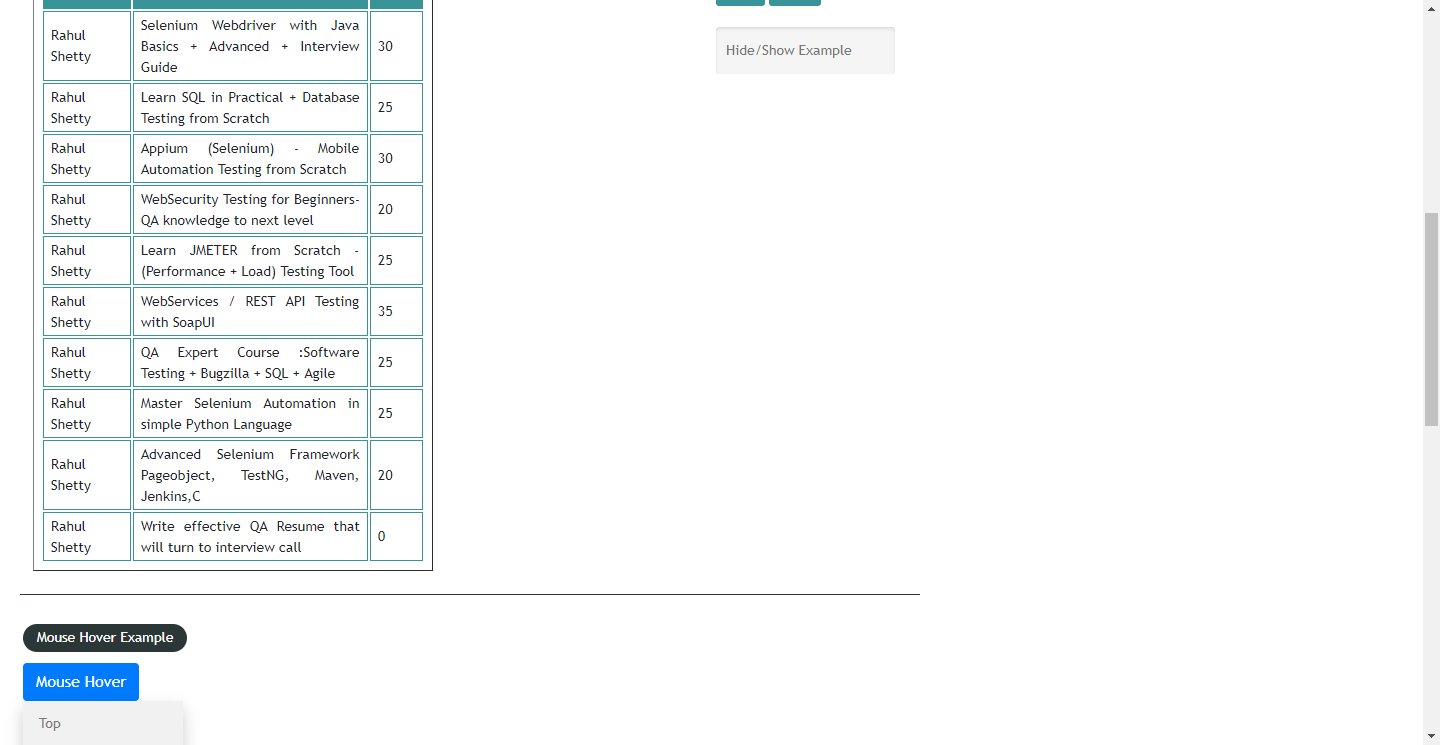 Rahul
Shetty
Selenium Webdriver with Java
Basics + Advanced + Interview
Guide
30
Rahul
Shetty
Learn SQL in Practical + Database
Testing from Scratch
25
Rahul
Shetty
Appium (Selenium) - Mobile
Automation Testing from Scratch
30
Rahul
Shetty
WebSecurity Testing for Beginners-
QA knowledge to next level
20
Rahul
Shetty
Learn JMETER from Scratch -
(Performance + Load) Testing Tool
25
Rahul
Shetty
WebServices / REST API Testing
with SoapUI
35
Rahul
Shetty
QA Expert Course :Software
Testing + Bugzilla + SQL + Agile
25
Rahul
Shetty
Master Selenium Automation in
simple Python Language
25
Rahul
Shetty
Advanced Selenium Framework
Pageobject, TestNG, Maven,
Jenkins,C
20
Rahul
Shetty
Write effective QA Resume that
will turn to interview call
0
Hide/Show Example
Mouse Hover Example
Mouse Hover
Top